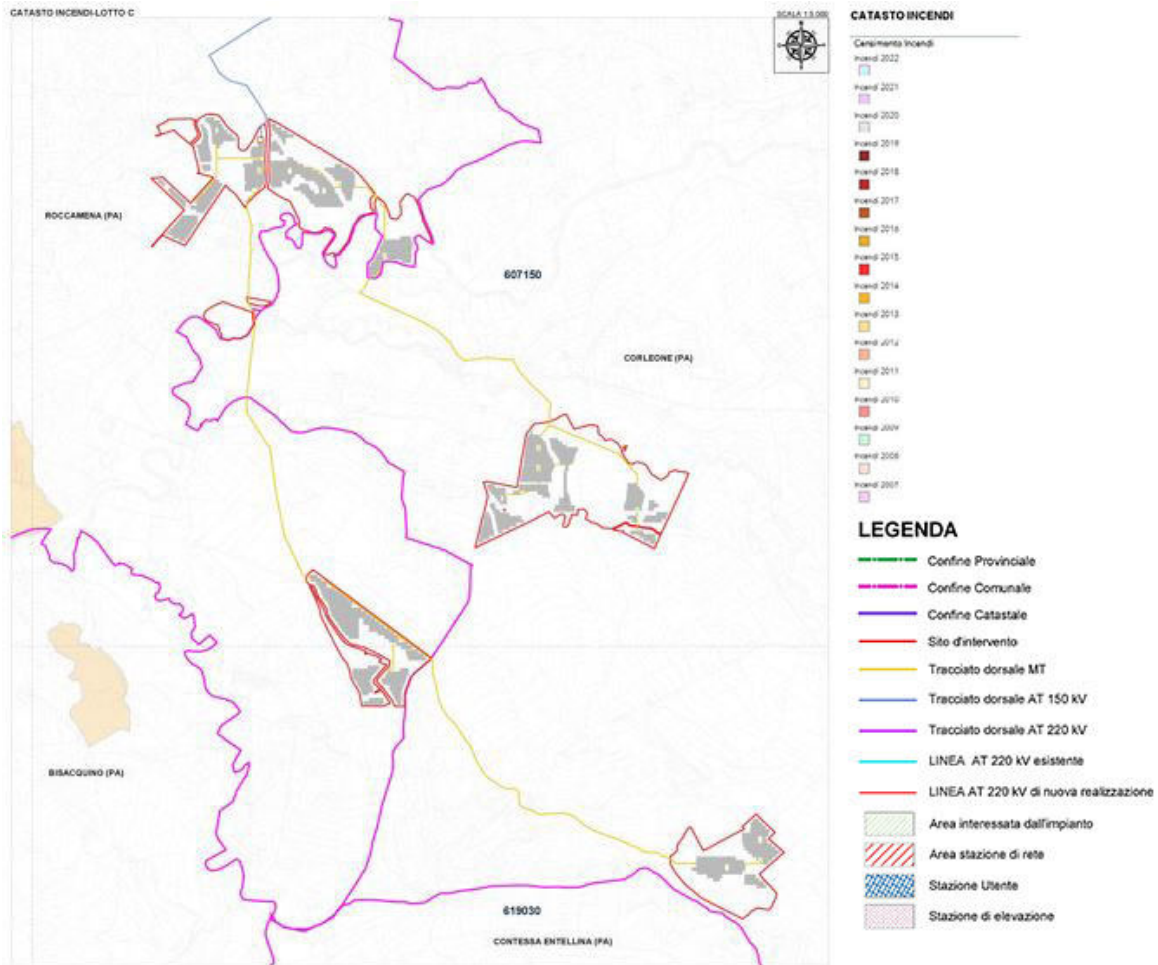 CATASTO INCENDI-LOTTO C
SCALA 1:5.000
ROCCAMENA (PA)
607150
CORLEONE (PA)
BISACQUINO (PA)
619030
CONTESSA ENTELLINA (PA)
CATASTO INCENDI
Censimento Incendi
Incendi 2022
Incendi 2021
Incendi 2020
Incendi 2019
Incendi 2018
Incendi 2017
Incendi 2016
Incendi 2015
Incendi 2014
Incendi 2013
Incendi 2012
Incendi 2011
Incendi 2010
Incendi 2009
Incendi 2008
Incendi 2007
LEGENDA
Confine Provinciale
Confine Comunale
Confine Catastale
Sito d'intervento
Tracciato dorsale MT
Tracciato dorsale AT 150 kV
Tracciato dorsale AT 220 kV
LINEA AT 220 kV esistente
LINEA AT 220 kV di nuova realizzazione
Area interessata dall'impianto
Area stazione di rete
Stazione Utente
Stazione di elevazione